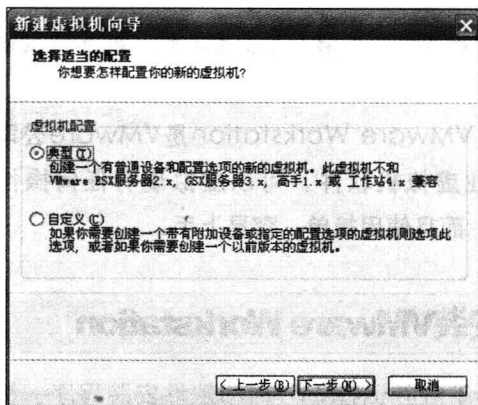 新建虚拟机向导
选择适当的配置
你想要怎样配置你的新的虚拟机?
虚拟机配置
典型(T)
创建一个有普通设备和配置选项的新的虚拟机。此虚拟机不和
VMware ESX服务器2.x, GSX服务器3.x, 高手1.x 或 工作站4.x 兼容
自定义(C)
如果你需要创建一个带有附加设备或指定的配置选项的虚拟机则选项此
选项, 或者如果你需要创建一个以前版本的虚拟机。
< 上一步(B)
下一步(N) >
取消